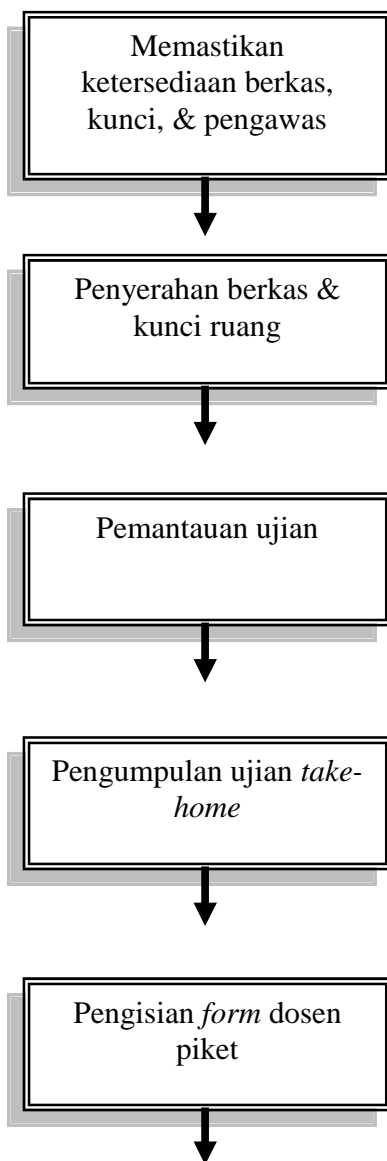 Memastikan
ketersediaan berkas,
kunci, & pengawas
Penyerahan berkas &
kunci ruang
Pemantauan ujian
Pengumpulan ujian take-
home
Pengisian form dosen
piket